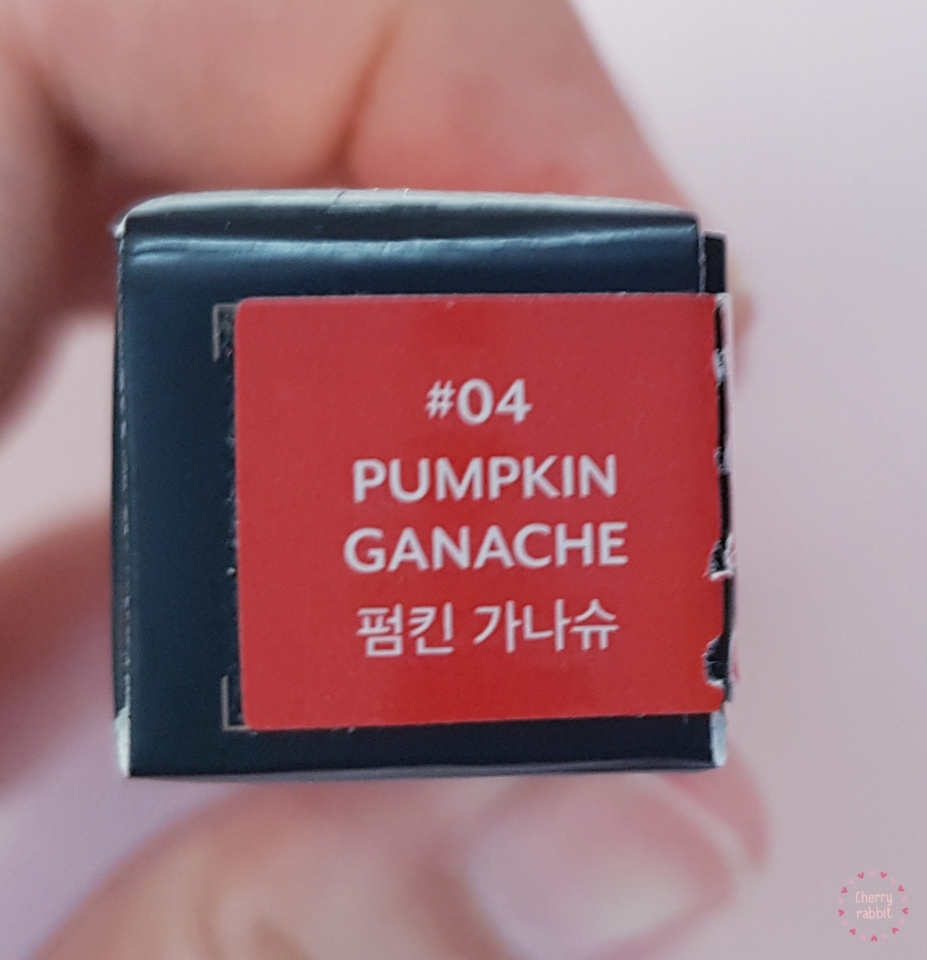 #04
PUMPKIN
GANACHE
펌킨 가나슈
Cherry
rabbit